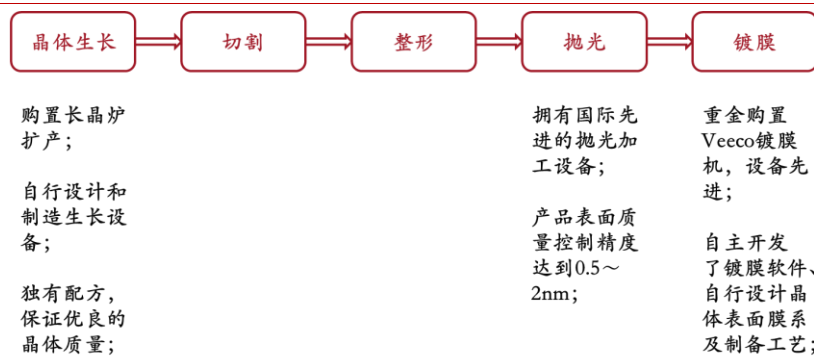 晶体生长
切割
整形
抛光
镀膜
购置长晶炉
扩产；
自行设计和
制造生长设
备；
独有配方，
保证优良的
晶体质量；
拥有国际先
进的抛光加
工设备；
产品表面质
量控制精度
达到0.5～
2nm；
重金购置
Veeco镀膜
机，设备先
进；
自主开发
了镀膜软件、
自行设计晶
体表面膜系
及制备工艺；